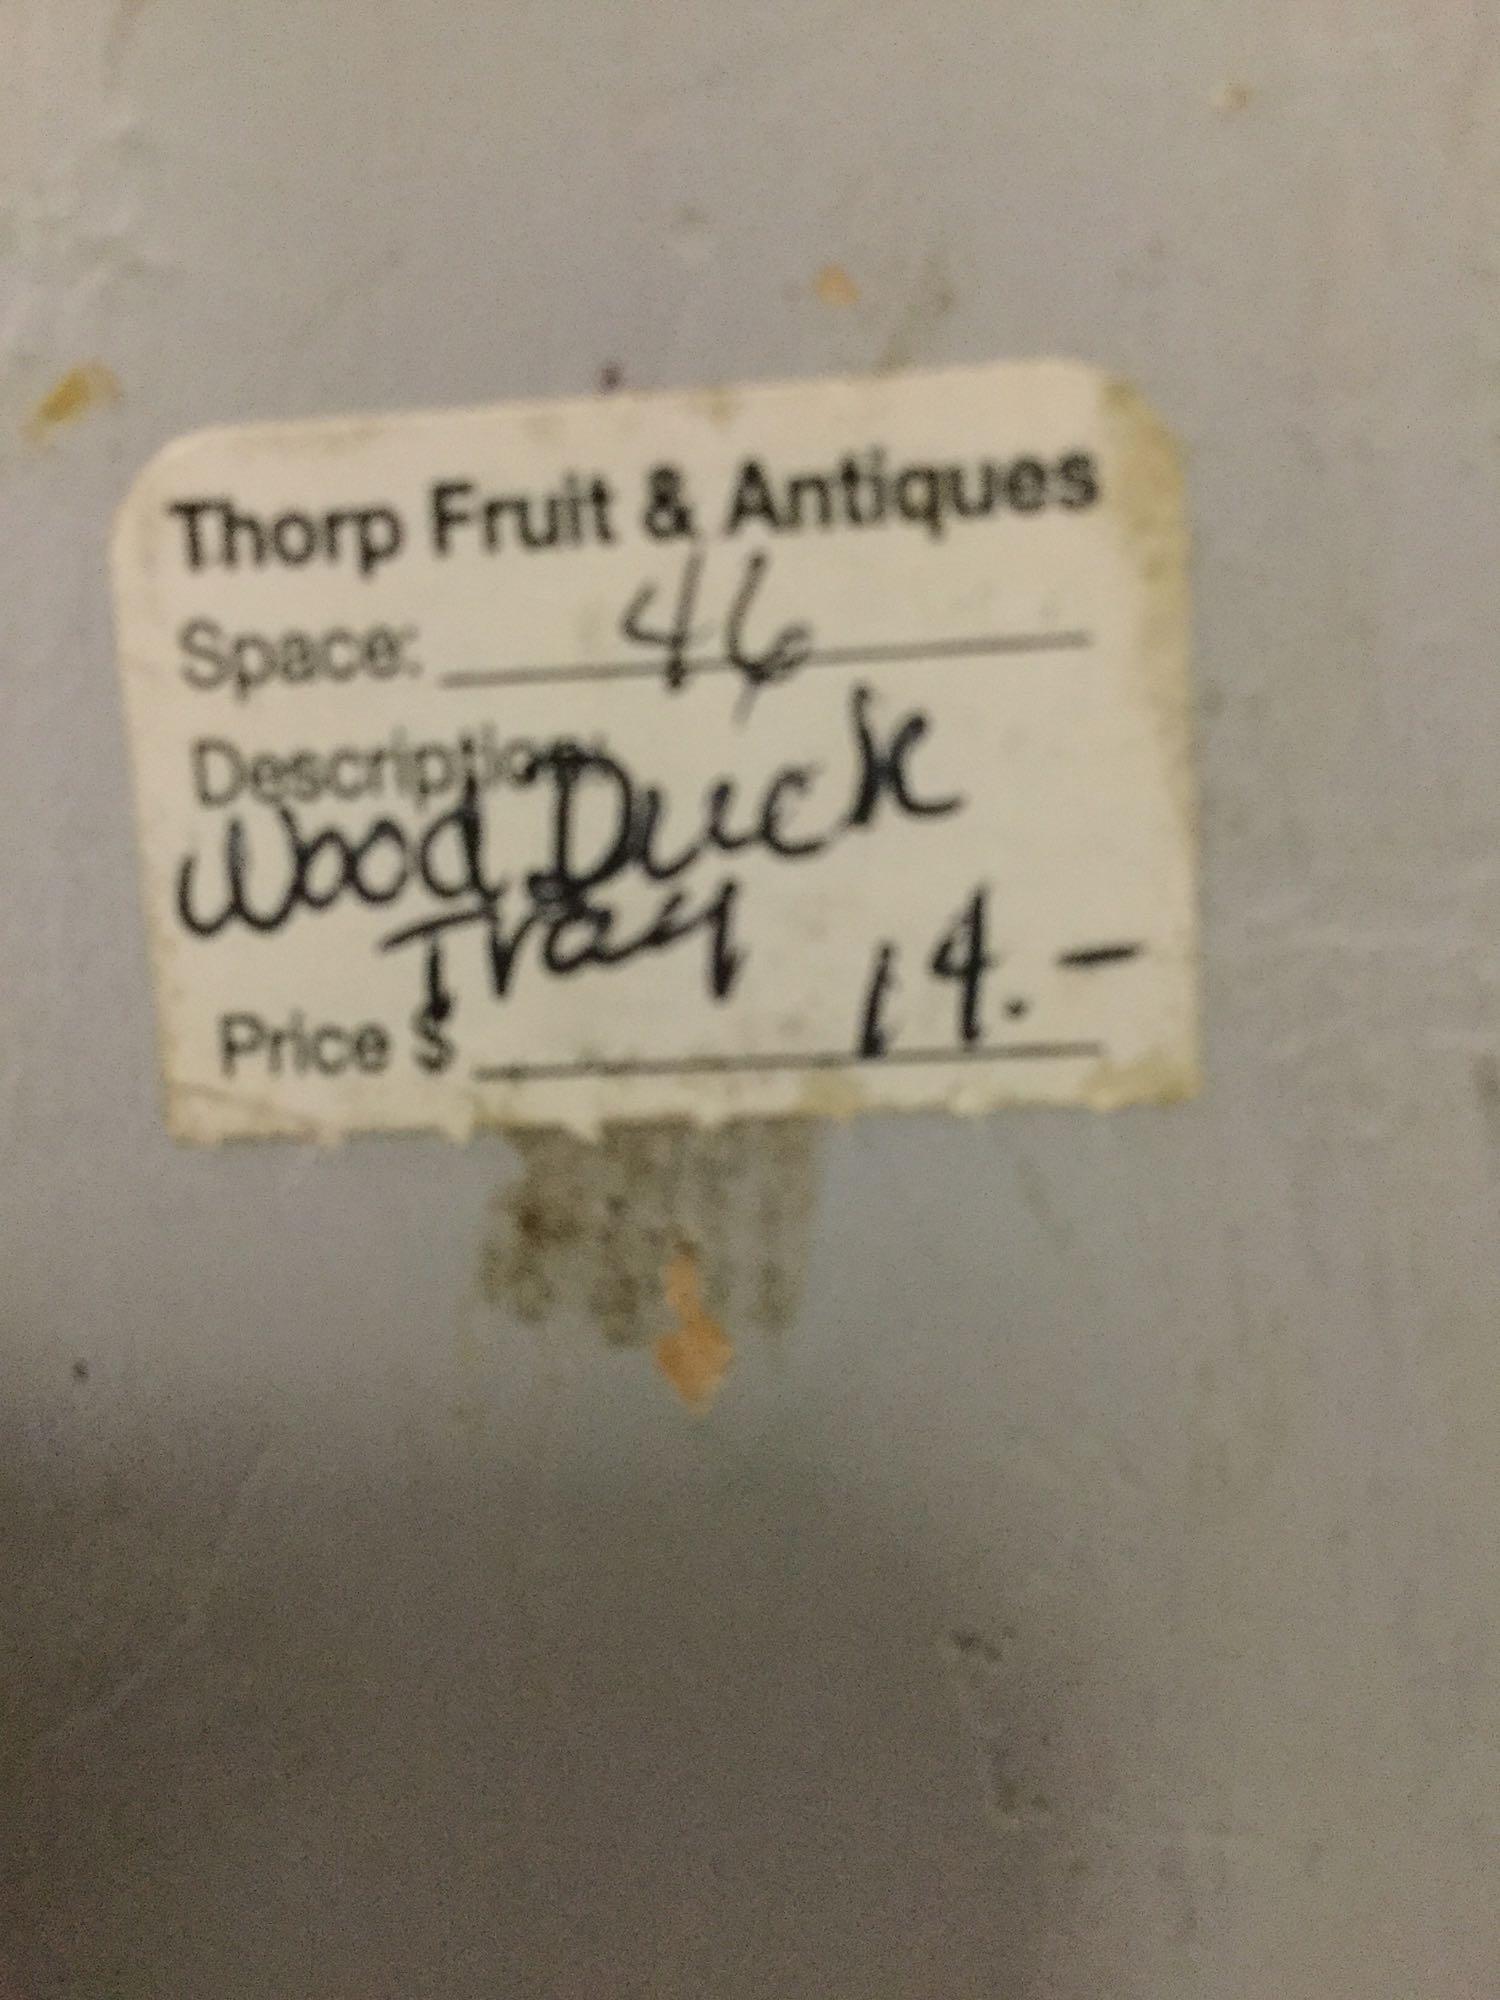 Thorp Fruit & Antiques
Space: 46
Description:
Wood Duck
Tray
Price $ 14.-